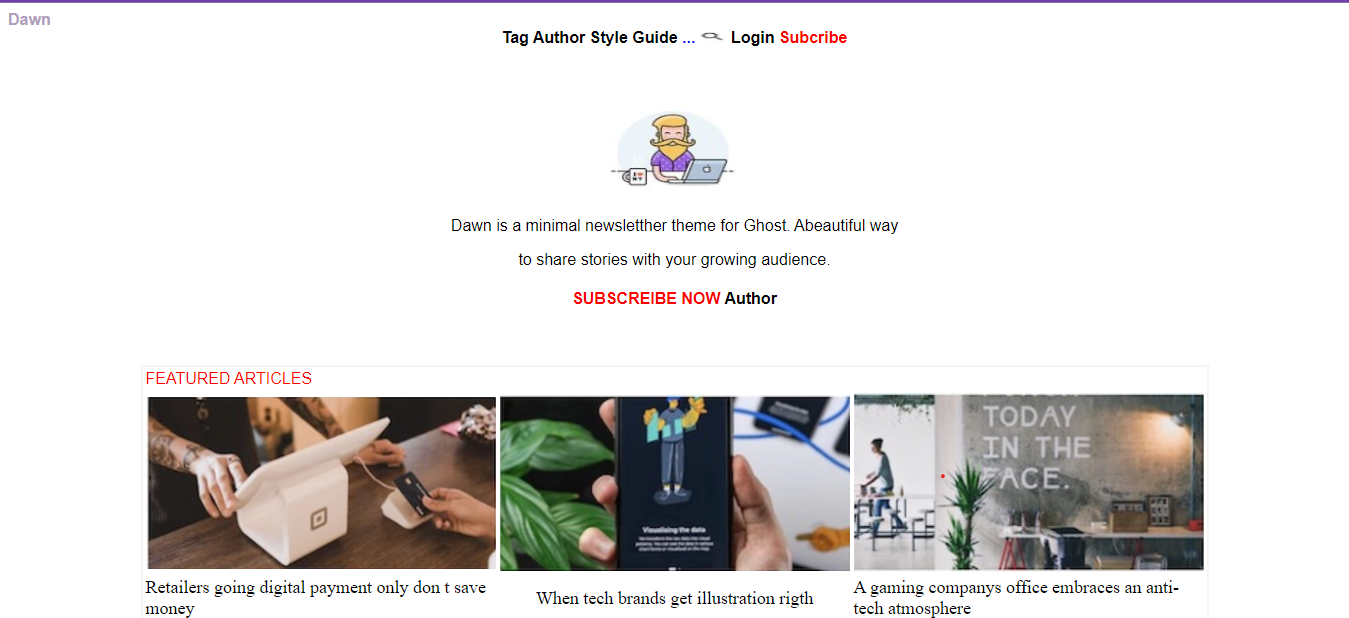 Dawn
Tag Author Style Guide ... Login Subcribe
Dawn is a minimal newsletther theme for Ghost. Abeautiful way
to share stories with your growing audience.
SUBSCREIBE NOW Author
FEATURED ARTICLES
TODAY
IN THE
FACE.
Visualising the data
Retailers going digital payment only don t save
money
When tech brands get illustration rigth
A gaming companys office embraces an anti-
tech atmosphere